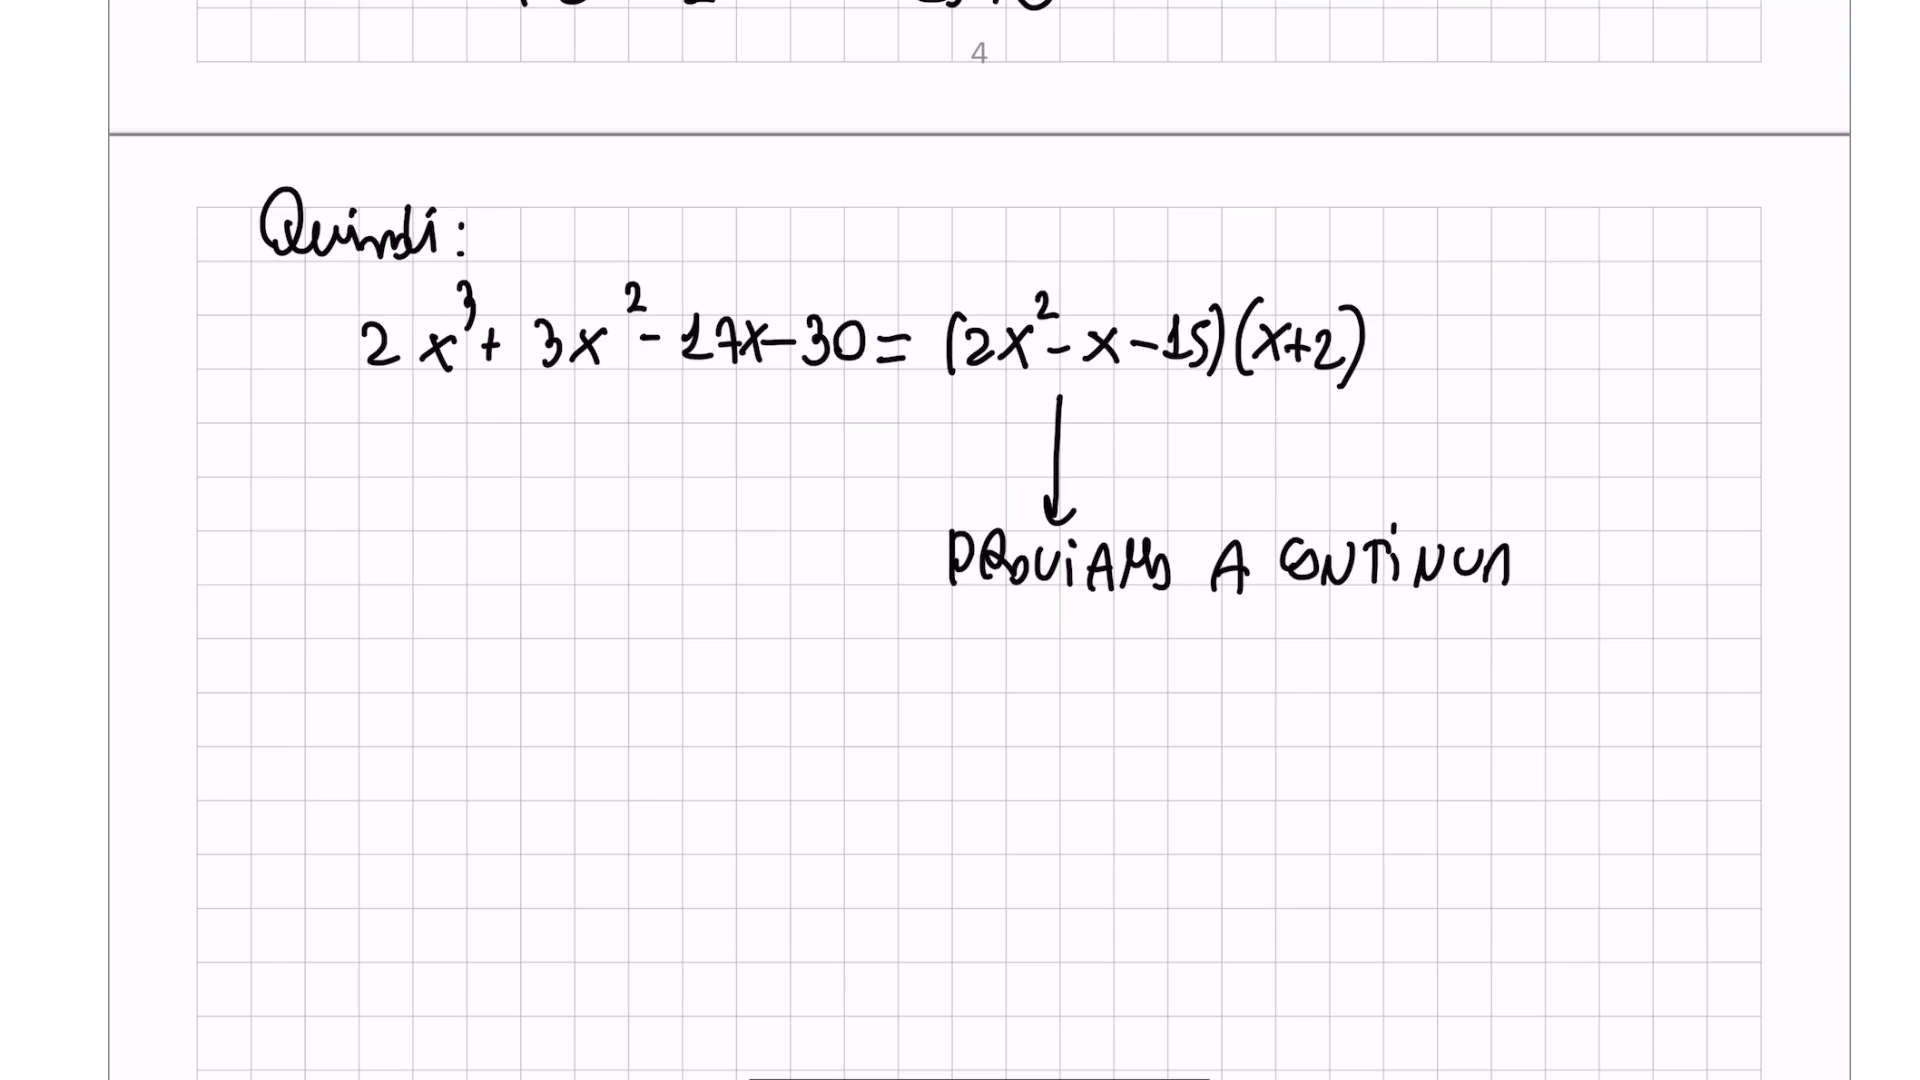 4
Quindi:
2x³+ 3x²- 17x-30= (2x²- x-15)(x+2)
PROVIAMO A CONTINUA